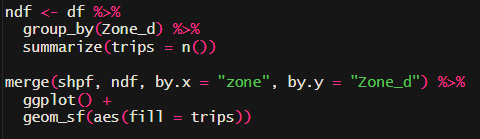 ndf <- df %>%
  group_by(Zone_d) %>%
  summarize(trips = n())

merge(shpf, ndf, by.x = "zone", by.y = "Zone_d") %>%
  ggplot() +
  geom_sf(aes(fill = trips))